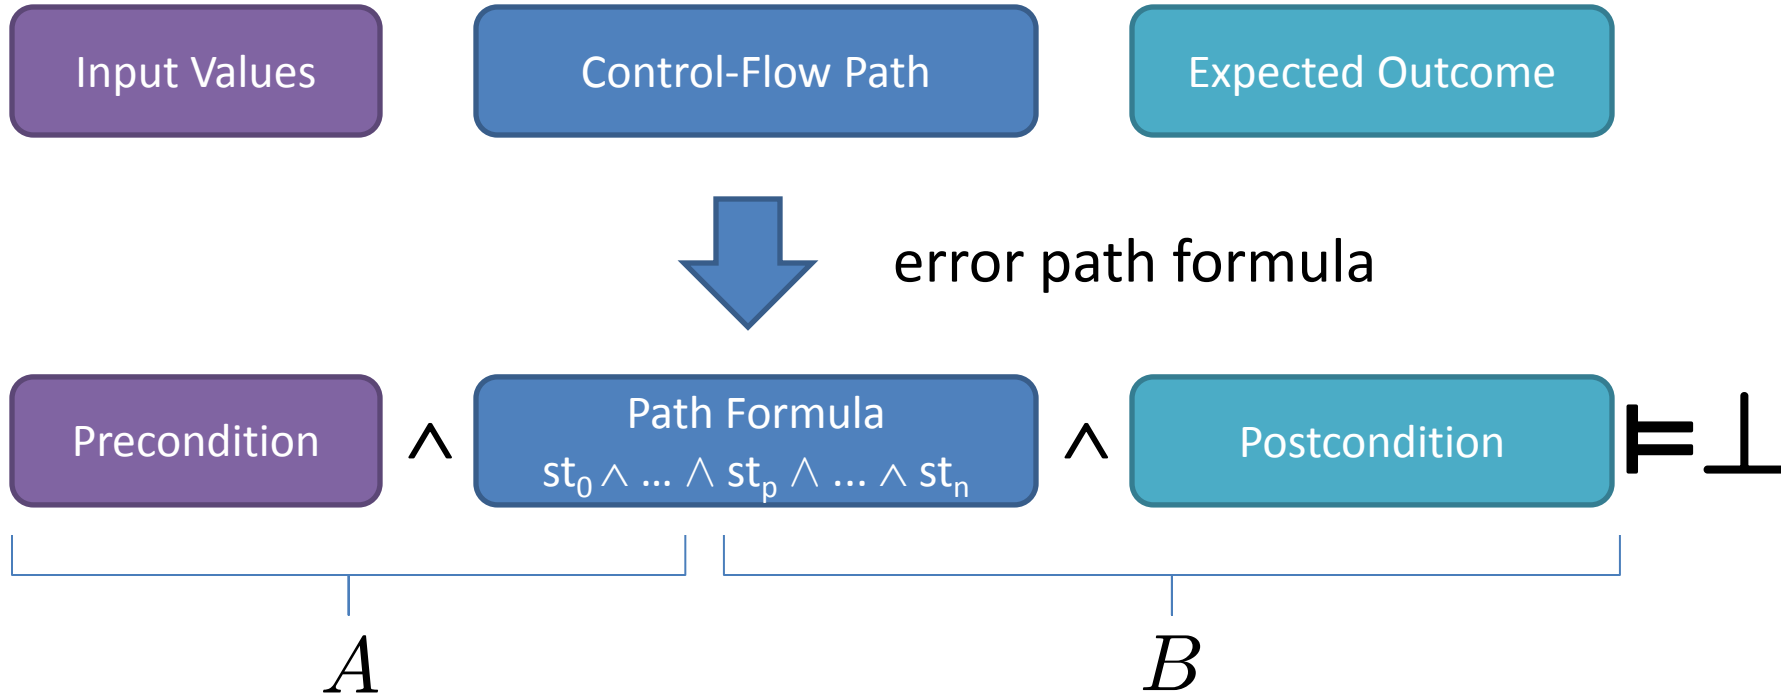 Input Values
Control-Flow Path
Expected Outcome
error path formula
Precondition ∧ Path Formula ∧ Postcondition ⊨ ⊥
st₀ ∧ ... ∧ stₚ ∧ ... ∧ stₙ
A
B